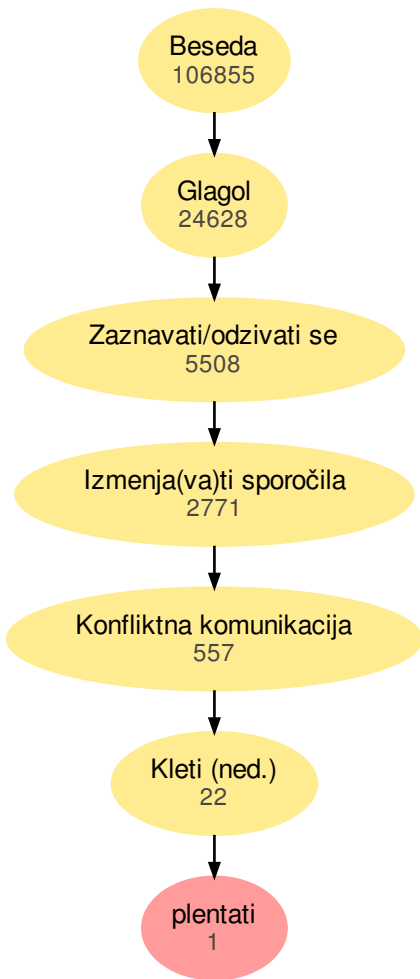 Beseda
106855
Glagol
24628
Zaznavati/odzivati se
5508
Izmenja(va)ti sporočila
2771
Konfliktna komunikacija
557
Kleti (ned.)
22
plentati
1